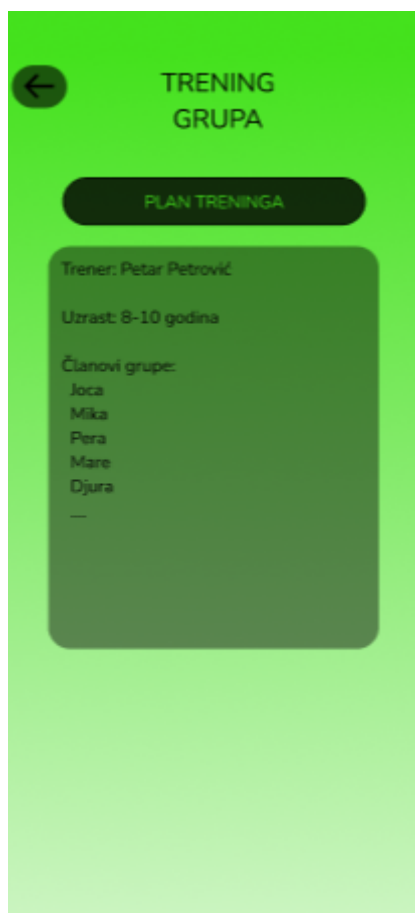 TRENING
GRUPA
PLAN TRENINGA
Trener: Petar Petrović
Uzrast: 8-10 godina
Članovi grupe:
Joca
Mika
Pera
Mare
Djura
...